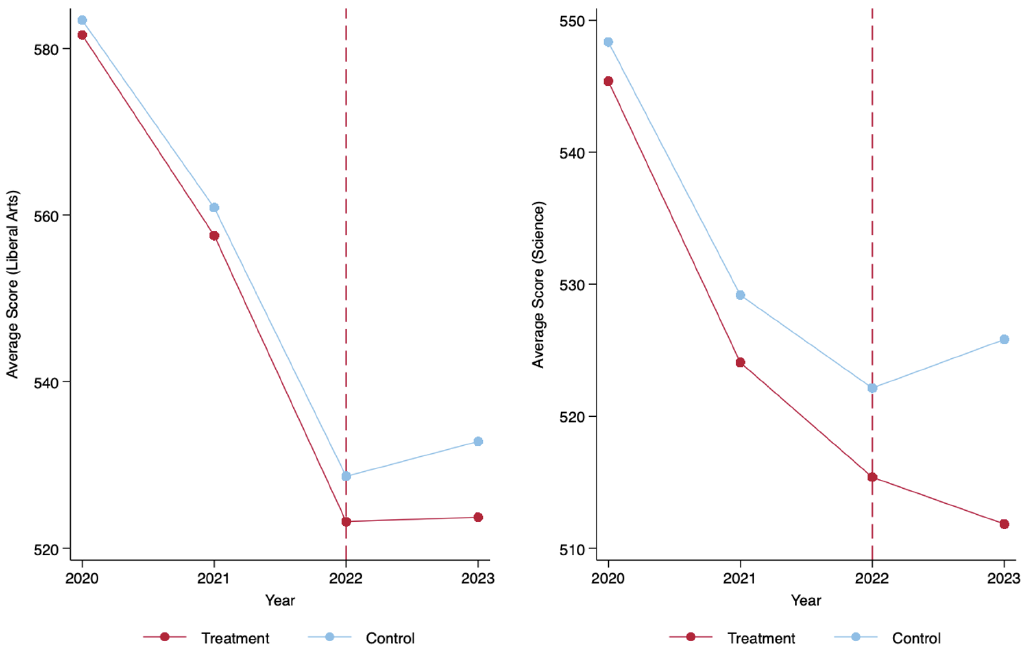 Average Score (Liberal Arts)
580
560
540
520
2020 2021 2022 2023
Year
Treatment Control
Average Score (Science)
550
540
530
520
510
2020 2021 2022 2023
Year
Treatment Control